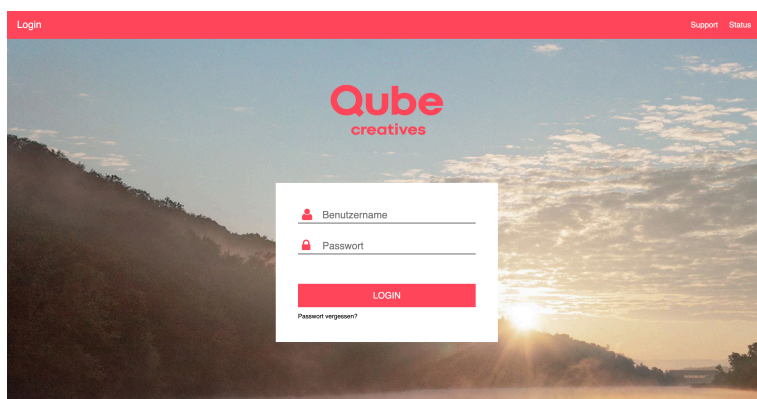 Login
Support Status
Qube
creatives
Benutzername
Passwort
LOGIN
Passwort vergessen?